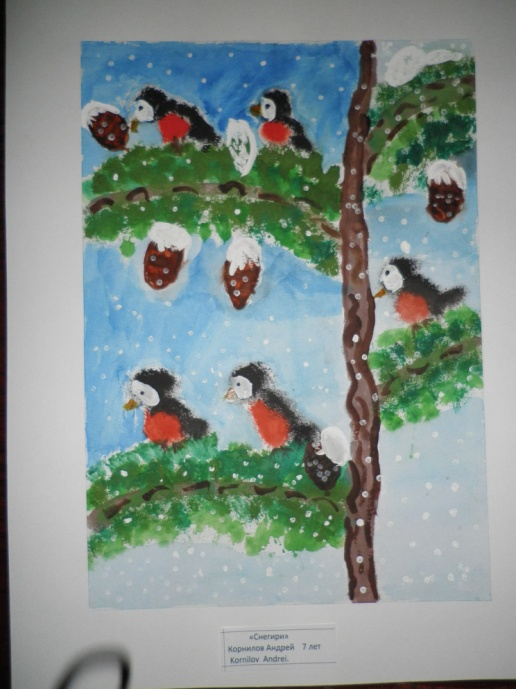 «Снегири»
Корнилов Андрей 7 лет
Kornilov Andrei.